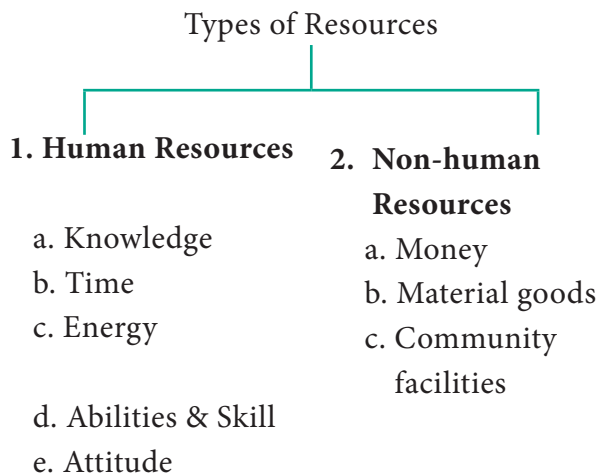 Types of Resources
1. Human Resources
a. Knowledge
b. Time
c. Energy
d. Abilities & Skill
e. Attitude
2. Non-human
Resources
a. Money
b. Material goods
c. Community
facilities